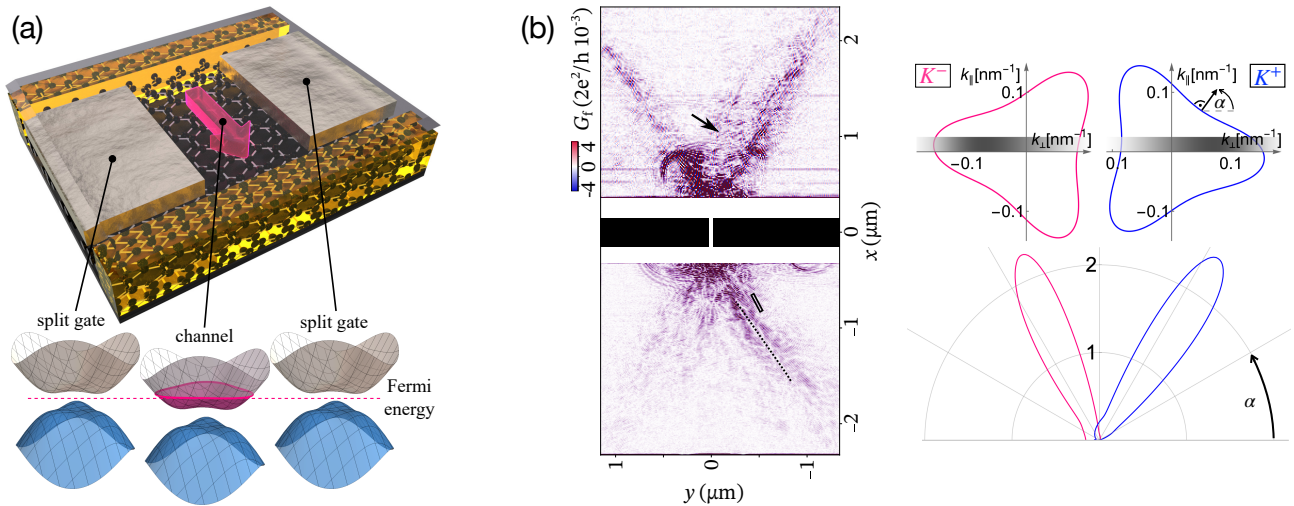 (a)
split gate
channel
split gate
Fermi
energy
(b)
G_f (2e²/h 10⁻³)
-4 0 4
2
1
0
-1
-2
x (μm)
1
0
-1
y (μm)
K⁻
k_∥[nm⁻¹]
0.1
k_⊥[nm⁻¹]
−0.1
−0.1
K⁺
k_∥[nm⁻¹]
0.1
α
k_⊥[nm⁻¹]
0.1
0.1
−0.1
2
1
α